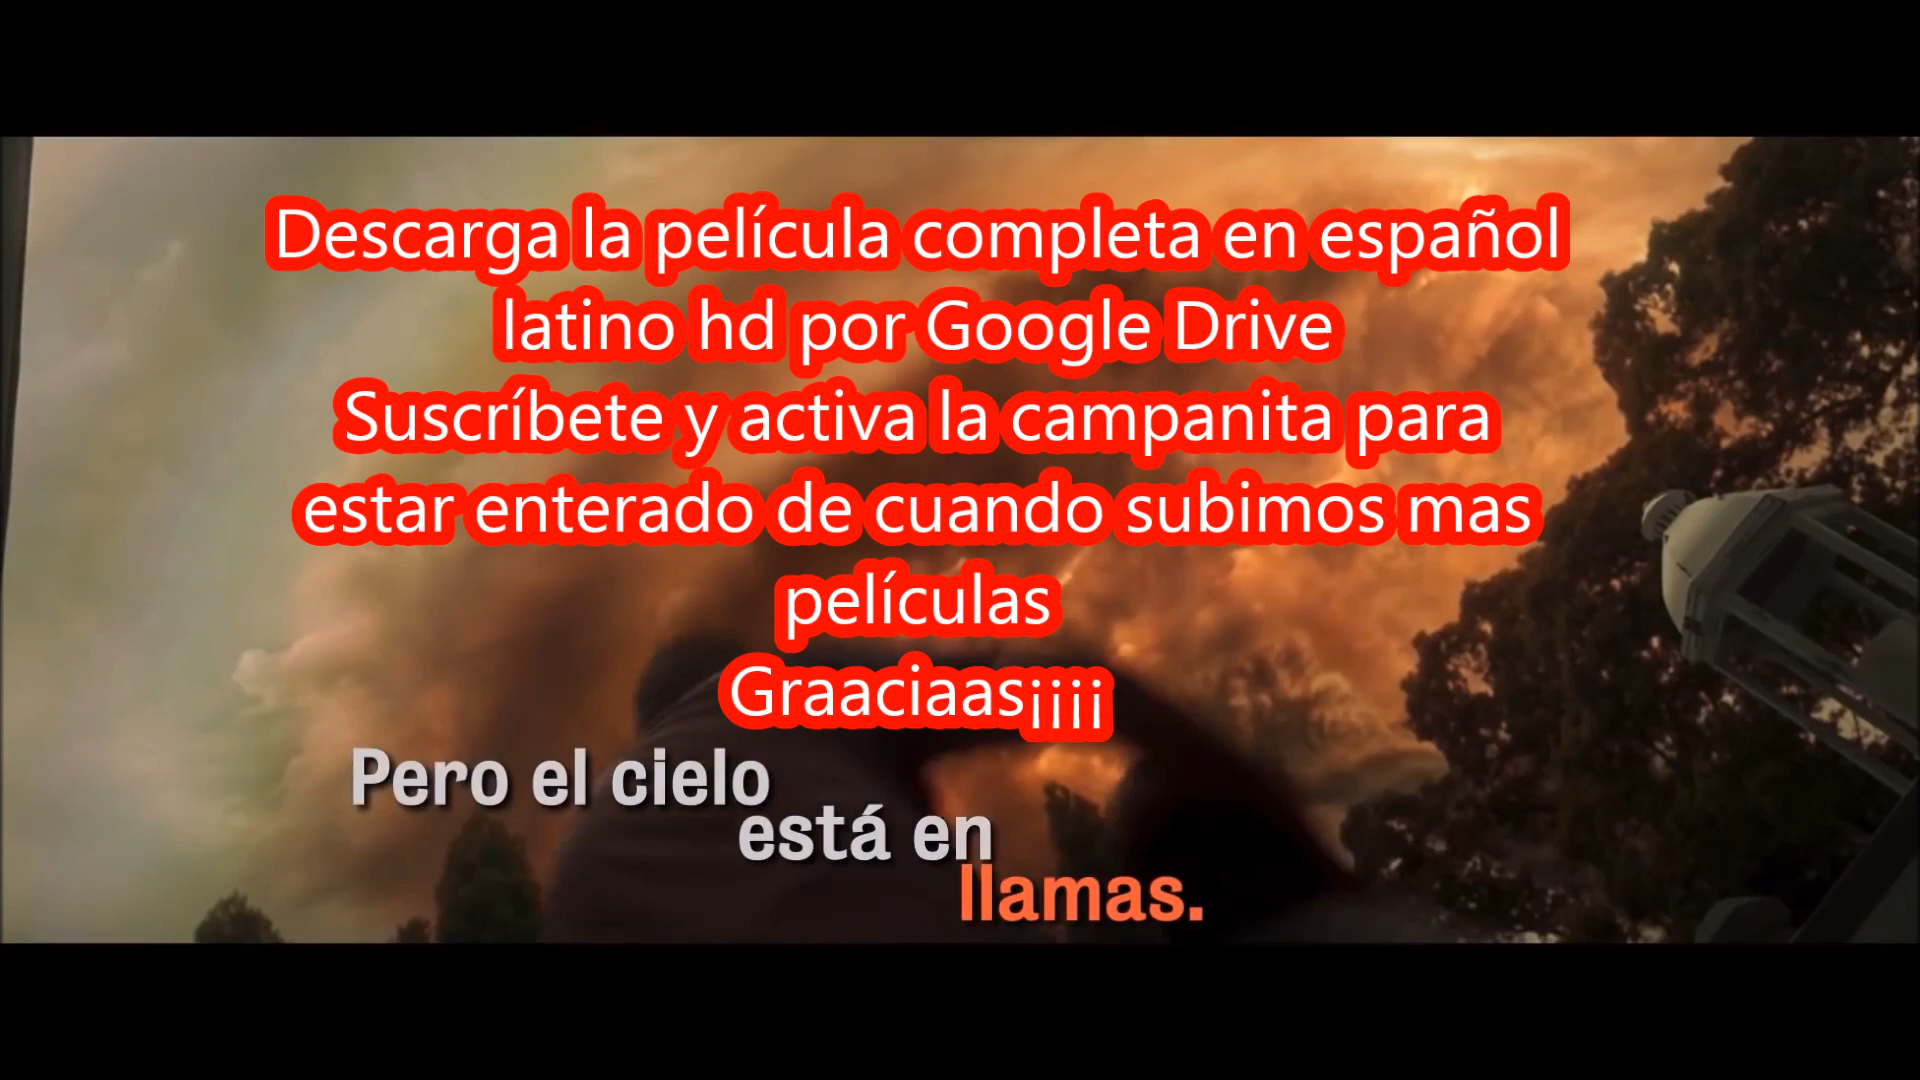 Descarga la película completa en español
latino hd por Google Drive
Suscríbete y activa la campanita para
estar enterado de cuando subimos mas
películas
Graaciaas¡¡¡¡
Pero el cielo
está en
llamas.